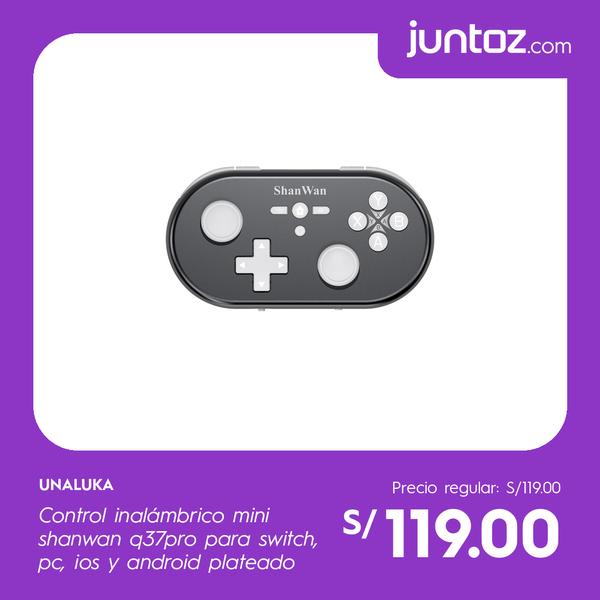 juntoz.com
ShanWan
Y
X B
A
UNALUKA
Control inalámbrico mini
shanwan q37pro para switch,
pc, ios y android plateado
Precio regular: S/119.00
S/119.00